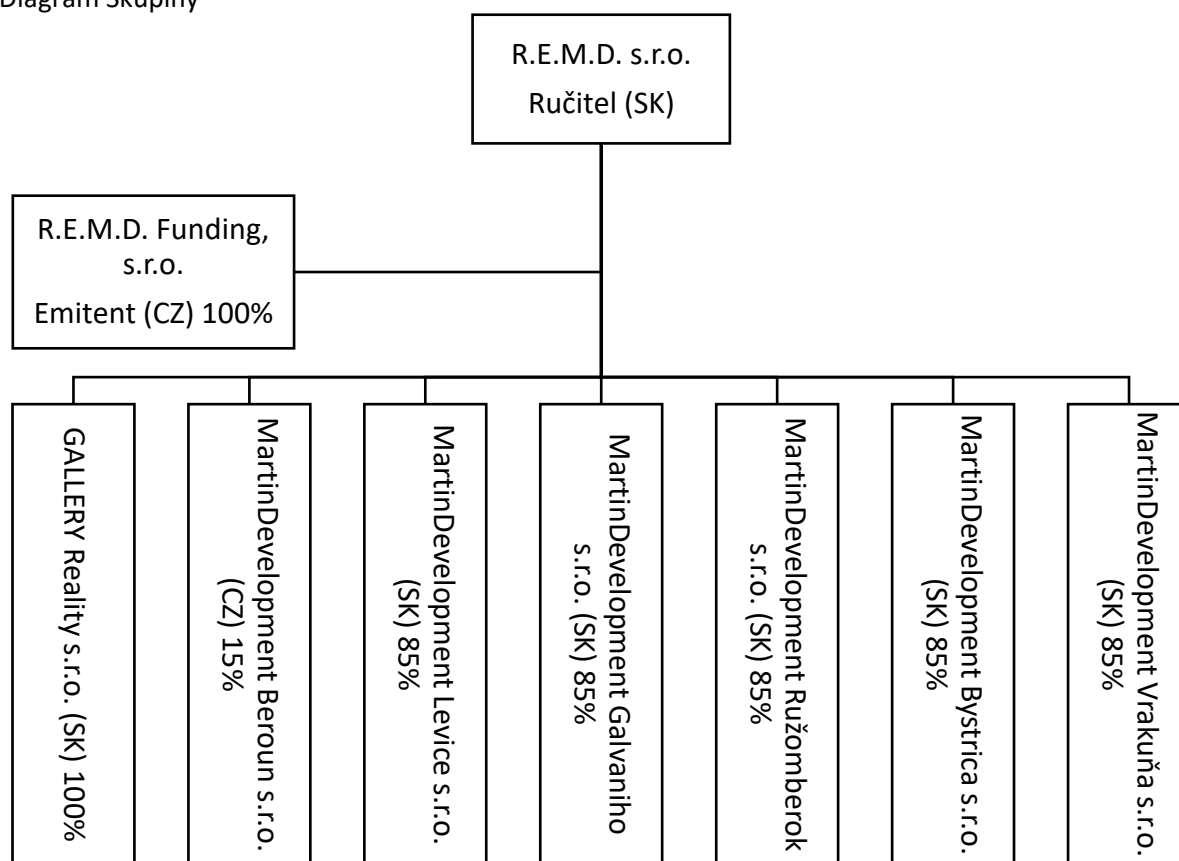 Diagram Skupiny
R.E.M.D. s.r.o.
Ručitel (SK)
R.E.M.D. Funding,
s.r.o.
Emitent (CZ) 100%
GALLERY Reality s.r.o. (SK) 100%
MartinDevelopment Beroun s.r.o.
(CZ) 15%
MartinDevelopment Levice s.r.o.
(SK) 85%
MartinDevelopment Galvaniho
s.r.o. (SK) 85%
MartinDevelopment Ružomberok
s.r.o. (SK) 85%
MartinDevelopment Bystrica s.r.o.
(SK) 85%
MartinDevelopment Vrakuňa s.r.o.
(SK) 85%